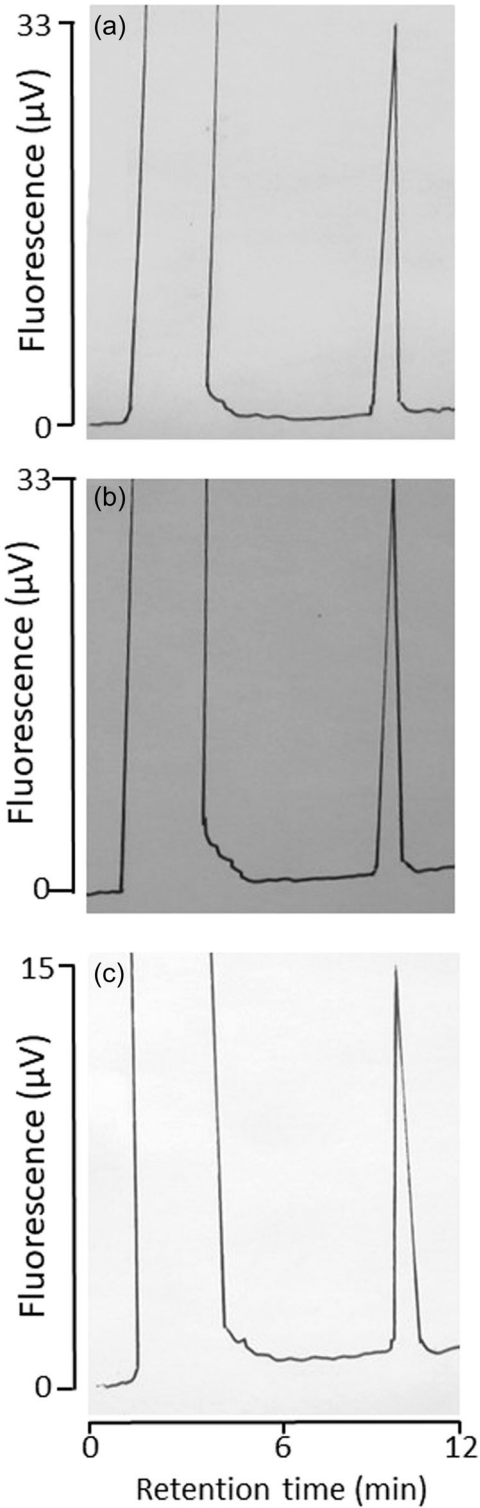 33
(a)
Fluorescence (µV)
0
33
(b)
Fluorescence (µV)
0
15
(c)
Fluorescence (µV)
0
0 6 12
Retention time (min)